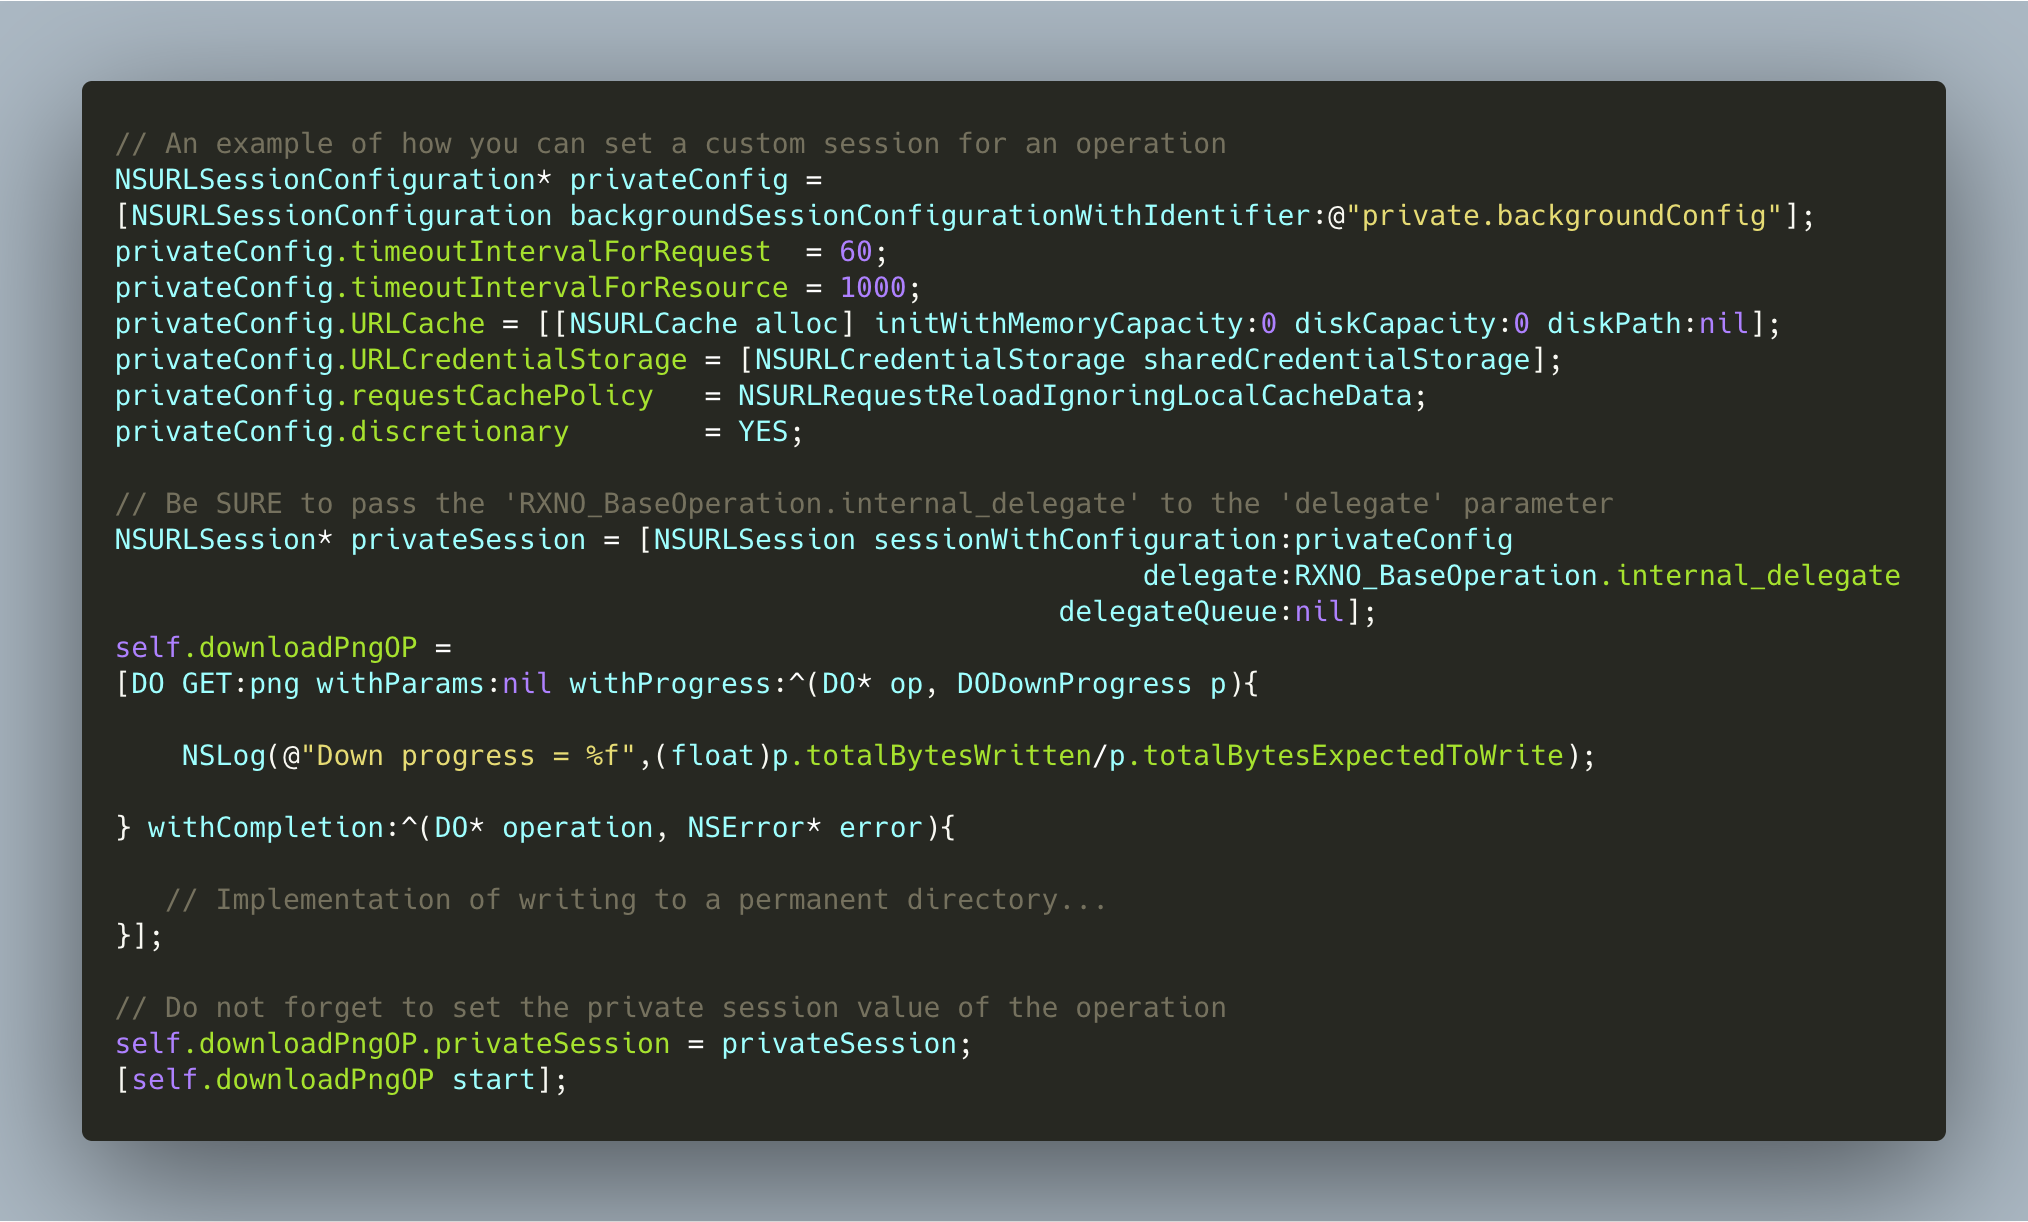 // An example of how you can set a custom session for an operation
NSURLSessionConfiguration* privateConfig =
[NSURLSessionConfiguration backgroundSessionConfigurationWithIdentifier:@"private.backgroundConfig"];
privateConfig.timeoutIntervalForRequest  = 60;
privateConfig.timeoutIntervalForResource = 1000;
privateConfig.URLCache = [[NSURLCache alloc] initWithMemoryCapacity:0 diskCapacity:0 diskPath:nil];
privateConfig.URLCredentialStorage = [NSURLCredentialStorage sharedCredentialStorage];
privateConfig.requestCachePolicy   = NSURLRequestReloadIgnoringLocalCacheData;
privateConfig.discretionary        = YES;

// Be SURE to pass the 'RXNO_BaseOperation.internal_delegate' to the 'delegate' parameter
NSURLSession* privateSession = [NSURLSession sessionWithConfiguration:privateConfig
                                                             delegate:RXNO_BaseOperation.internal_delegate
                                                        delegateQueue:nil];
self.downloadPngOP =
[DO GET:png withParams:nil withProgress:^(DO* op, DODownProgress p){

    NSLog(@"Down progress = %f",(float)p.totalBytesWritten/p.totalBytesExpectedToWrite);

} withCompletion:^(DO* operation, NSError* error){

   // Implementation of writing to a permanent directory...
}];

// Do not forget to set the private session value of the operation
self.downloadPngOP.privateSession = privateSession;
[self.downloadPngOP start];